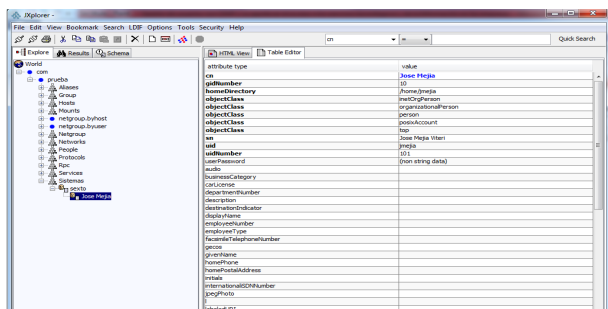 JXplorer -
File Edit View Bookmark Search LDIF Options Tools Security Help
cn = Quick Search
Explore Results Schema
HTML View Table Editor
World
com
prueba
Aliases
Group
Hosts
Mounts
netgroup.byhost
netgroup.byuser
Netgroup
Networks
People
Protocols
Rpc
Services
Sistemas
sexto
Jose Mejia
attribute type value
cn Jose Mejia
gidNumber 10
homeDirectory /home/jmejia
objectClass inetOrgPerson
objectClass organizationalPerson
objectClass person
objectClass posixAccount
objectClass top
sn Jose Mejia Viteri
uid jmejia
uidNumber 101
userPassword (non string data)
audio
businessCategory
carLicense
departmentNumber
description
destinationIndicator
displayName
employeeNumber
employeeType
facsimileTelephoneNumber
gecos
givenName
homePhone
homePostalAddress
initials
internationaliSDNNumber
jpegPhoto
l
labeledURI